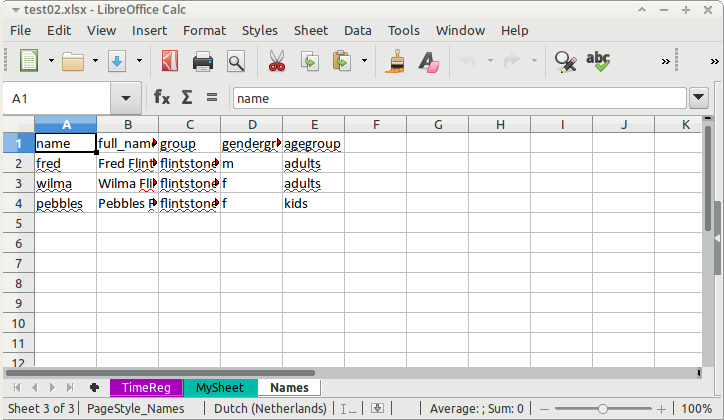 test02.xlsx - LibreOffice Calc
File Edit View Insert Format Styles Sheet Data Tools Window Help
A A abc » »
A1 fx Σ = name
A B C D E F G H I J K
1 name full_name group gendergr agegroup
2 fred Fred Flint flintstone m adults
3 wilma Wilma Fli flintstone f adults
4 pebbles Pebbles F flintstone f kids
5
6
7
8
9
10
11
12
TimeReg MySheet Names
Sheet 3 of 3 PageStyle_Names Dutch (Netherlands) Average: ; Sum: 0 100%